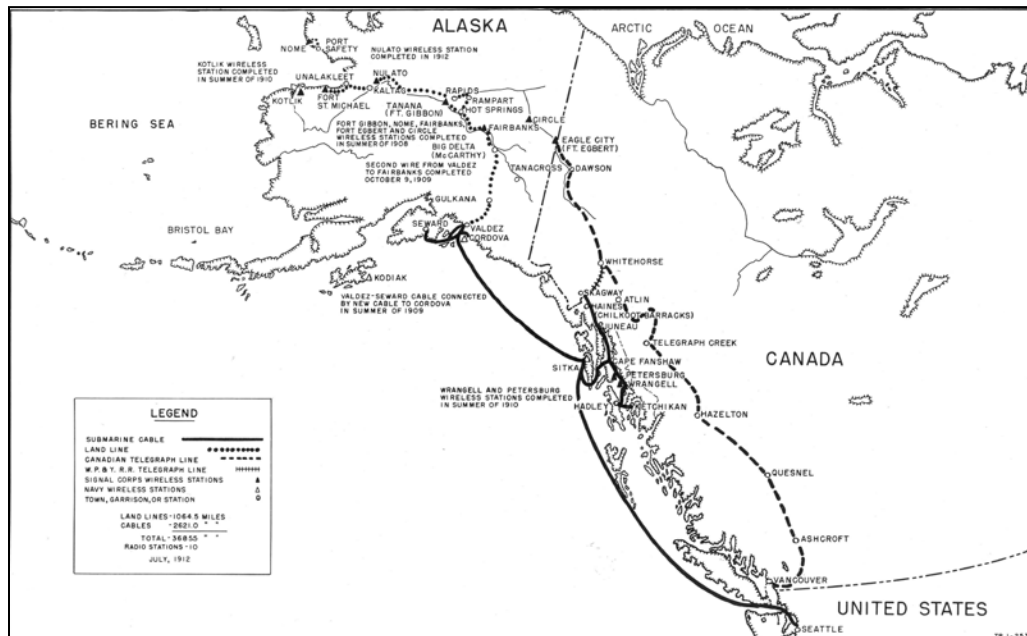 ALASKA
ARCTIC
OCEAN
NOME
PORT
SAFETY
NULATO WIRELESS STATION
COMPLETED IN 1912
KOTLIK WIRELESS
STATION COMPLETED
IN SUMMER OF 1910
UNALAKLEET
NULATO
KOTLIK
FORT
ST. MICHAEL
KALTAG
RAPIDS
RAMPART
HOT SPRINGS
TANANA
(FT. GIBBON)
CIRCLE
BERING SEA
FORT GIBBON, NOME, FAIRBANKS,
FORT EGBERT AND CIRCLE
WIRELESS STATIONS COMPLETED
IN SUMMER OF 1908
FAIRBANKS
EAGLE CITY
(FT. EGBERT)
BIG DELTA
(McCARTHY)
TANACROSS
DAWSON
SECOND WIRE FROM VALDEZ
TO FAIRBANKS COMPLETED
OCTOBER 9, 1909
GULKANA
BRISTOL BAY
SEWARD
VALDEZ
CORDOVA
KODIAK
WHITEHORSE
VALDEZ-SEWARD CABLE CONNECTED
BY NEW CABLE TO CORDOVA
IN SUMMER OF 1909
SKAGWAY
HAINES
(CHILKOOT BARRACKS)
ATLIN
JUNEAU
TELEGRAPH CREEK
CANADA
SITKA
CAPE FANSHAW
PETERSBURG
WRANGELL
WRANGELL AND PETERSBURG
WIRELESS STATIONS COMPLETED
IN SUMMER OF 1910
HADLEY
KETCHIKAN
HAZELTON
QUESNEL
ASHCROFT
VANCOUVER
UNITED STATES
SEATTLE
LEGEND
SUBMARINE CABLE
LAND LINE
CANADIAN TELEGRAPH LINE
W.P.& Y. R.R. TELEGRAPH LINE
SIGNAL CORPS WIRELESS STATIONS
NAVY WIRELESS STATIONS
TOWN, GARRISON, OR STATION
LAND LINES-1064.5 MILES
CABLES -2621.0 " "
TOTAL-3685.5 " "
RADIO STATIONS-10
JULY, 1912